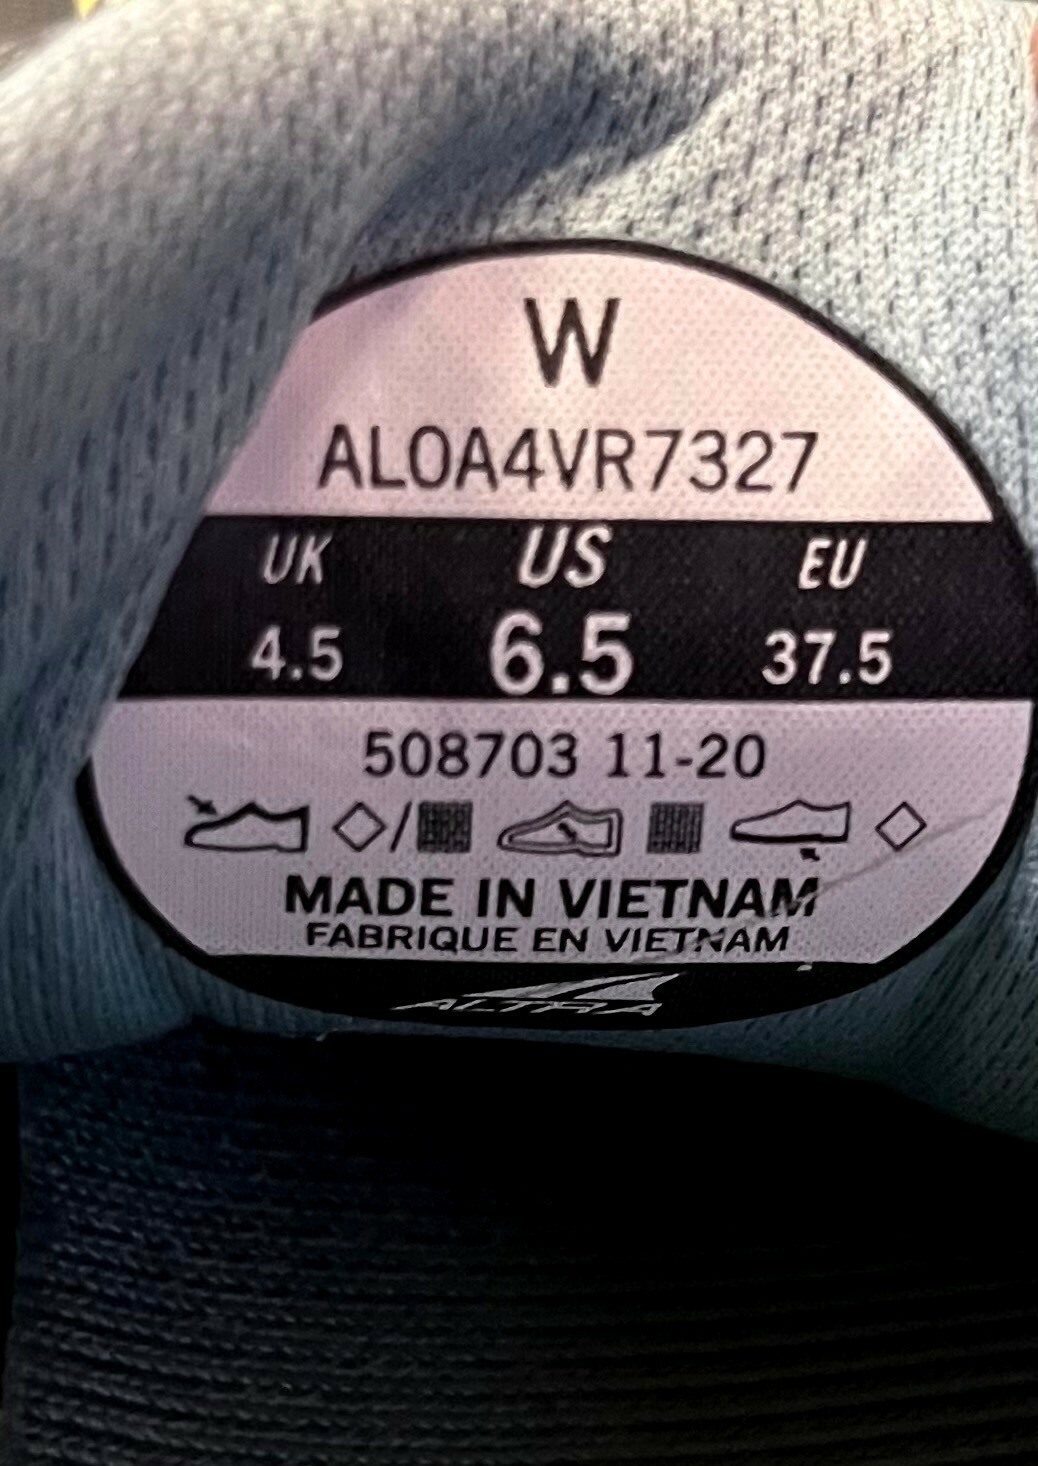 W
AL0A4VR7327
UK US EU
4.5 6.5 37.5
508703 11-20
MADE IN VIETNAM
FABRIQUE EN VIETNAM
ALTRA